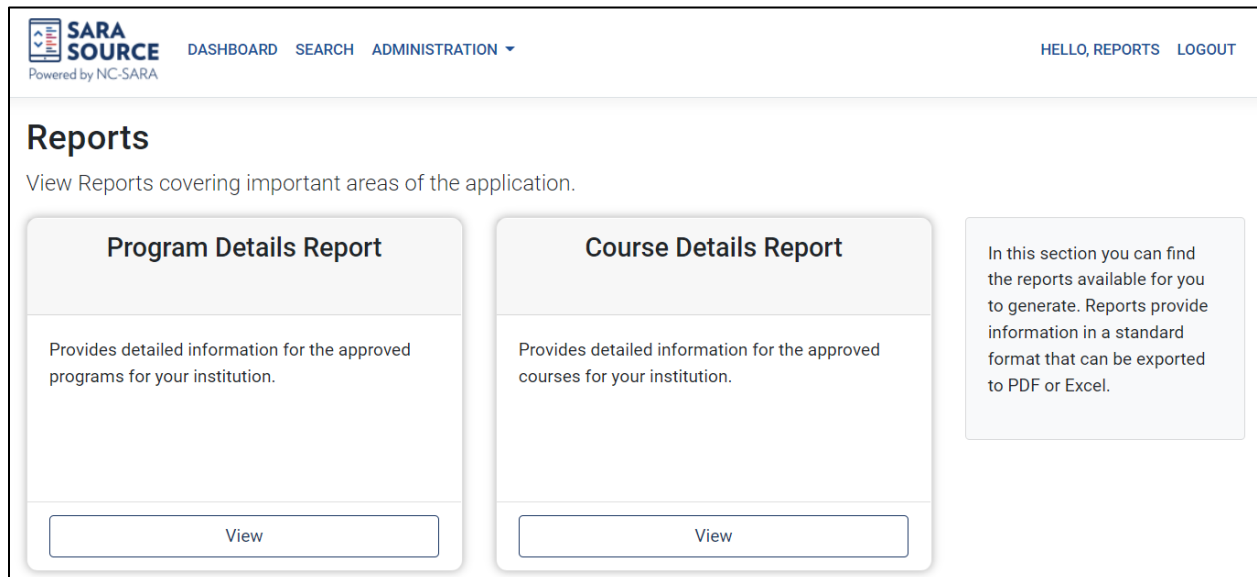 SARA
SOURCE
Powered by NC-SARA
DASHBOARD SEARCH ADMINISTRATION
HELLO, REPORTS LOGOUT
Reports
View Reports covering important areas of the application.
Program Details Report
Provides detailed information for the approved
programs for your institution.
View
Course Details Report
Provides detailed information for the approved
courses for your institution.
View
In this section you can find
the reports available for you
to generate. Reports provide
information in a standard
format that can be exported
to PDF or Excel.